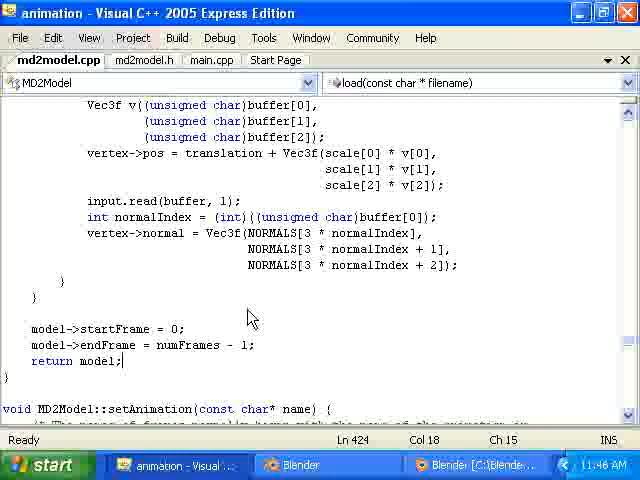 animation - Visual C++ 2005 Express Edition
File Edit View Project Build Debug Tools Window Community Help
md2model.cpp md2model.h main.cpp Start Page
MD2Model load(const char * filename)
Vec3f v((unsigned char)buffer[0],
(unsigned char)buffer[1],
(unsigned char)buffer[2]);
vertex->pos = translation + Vec3f(scale[0] * v[0],
scale[1] * v[1],
scale[2] * v[2]);
input.read(buffer, 1);
int normalIndex = (int)((unsigned char)buffer[0]);
vertex->normal = Vec3f(NORMALS[3 * normalIndex],
NORMALS[3 * normalIndex + 1],
NORMALS[3 * normalIndex + 2]);
}
}
model->startFrame = 0;
model->endFrame = numFrames - 1;
return model;
}
void MD2Model::setAnimation(const char* name) {
Ready Ln 424 Col 18 Ch 15 INS
start animation - Visual ... Blender Blender [C:\Blende... 11:46 AM